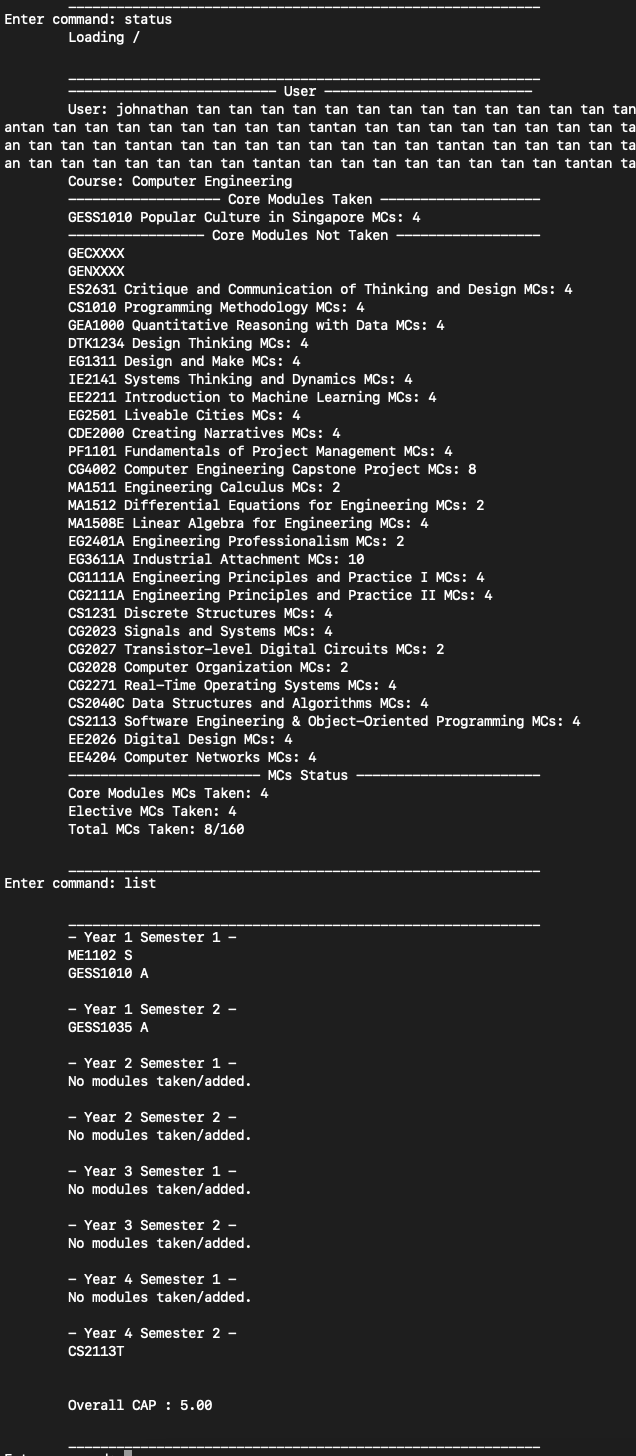 ____________________________________________________________
Enter command: status
Loading /
____________________________________________________________
-------------------------- User --------------------------
User: johnathan tan tan tan tan tan tan tan tan tan tan tan tan tan tan
antan tan tan tan tan tan tan tan tan tantan tan tan tan tan tan tan tan tan tan ta
an tan tan tan tantan tan tan tan tan tan tan tan tan tan tantan tan tan tan tan ta
an tan tan tan tan tan tan tan tantan tan tan tan tan tan tan tan tan tan tantan ta
Course: Computer Engineering
------------------- Core Modules Taken --------------------
GESS1010 Popular Culture in Singapore MCs: 4
----------------- Core Modules Not Taken ------------------
GECXXXX
GENXXXX
ES2631 Critique and Communication of Thinking and Design MCs: 4
CS1010 Programming Methodology MCs: 4
GEA1000 Quantitative Reasoning with Data MCs: 4
DTK1234 Design Thinking MCs: 4
EG1311 Design and Make MCs: 4
IE2141 Systems Thinking and Dynamics MCs: 4
EE2211 Introduction to Machine Learning MCs: 4
EG2501 Liveable Cities MCs: 4
CDE2000 Creating Narratives MCs: 4
PF1101 Fundamentals of Project Management MCs: 4
CG4002 Computer Engineering Capstone Project MCs: 8
MA1511 Engineering Calculus MCs: 2
MA1512 Differential Equations for Engineering MCs: 2
MA1508E Linear Algebra for Engineering MCs: 4
EG2401A Engineering Professionalism MCs: 2
EG3611A Industrial Attachment MCs: 10
CG1111A Engineering Principles and Practice I MCs: 4
CG2111A Engineering Principles and Practice II MCs: 4
CS1231 Discrete Structures MCs: 4
CG2023 Signals and Systems MCs: 4
CG2027 Transistor-level Digital Circuits MCs: 2
CG2028 Computer Organization MCs: 2
CG2271 Real-Time Operating Systems MCs: 4
CS2040C Data Structures and Algorithms MCs: 4
CS2113 Software Engineering & Object-Oriented Programming MCs: 4
EE2026 Digital Design MCs: 4
EE4204 Computer Networks MCs: 4
------------------------ MCs Status -----------------------
Core Modules MCs Taken: 4
Elective MCs Taken: 4
Total MCs Taken: 8/160
____________________________________________________________
Enter command: list
____________________________________________________________
- Year 1 Semester 1 -
ME1102 S
GESS1010 A
- Year 1 Semester 2 -
GESS1035 A
- Year 2 Semester 1 -
No modules taken/added.
- Year 2 Semester 2 -
No modules taken/added.
- Year 3 Semester 1 -
No modules taken/added.
- Year 3 Semester 2 -
No modules taken/added.
- Year 4 Semester 1 -
No modules taken/added.
- Year 4 Semester 2 -
CS2113T
Overall CAP : 5.00
____________________________________________________________